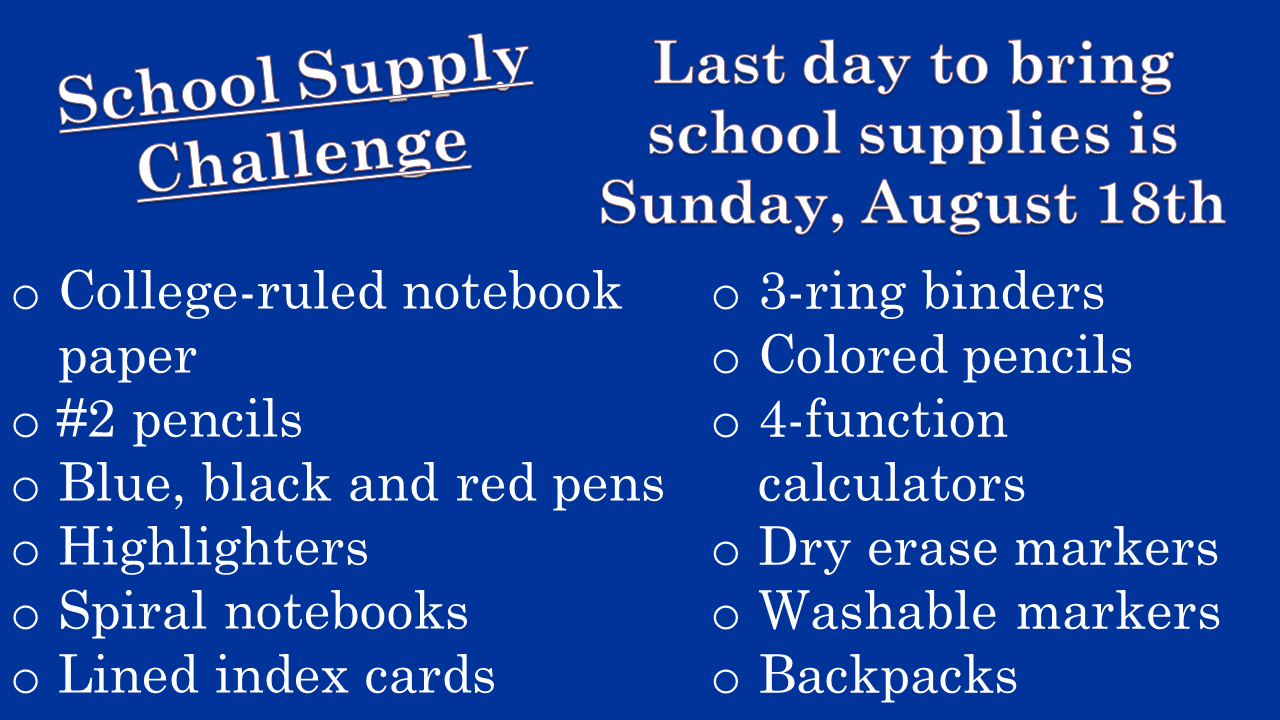 School Supply
Challenge
Last day to bring
school supplies is
Sunday, August 18th
o College-ruled notebook
paper
o #2 pencils
o Blue, black and red pens
o Highlighters
o Spiral notebooks
o Lined index cards
o 3-ring binders
o Colored pencils
o 4-function
calculators
o Dry erase markers
o Washable markers
o Backpacks